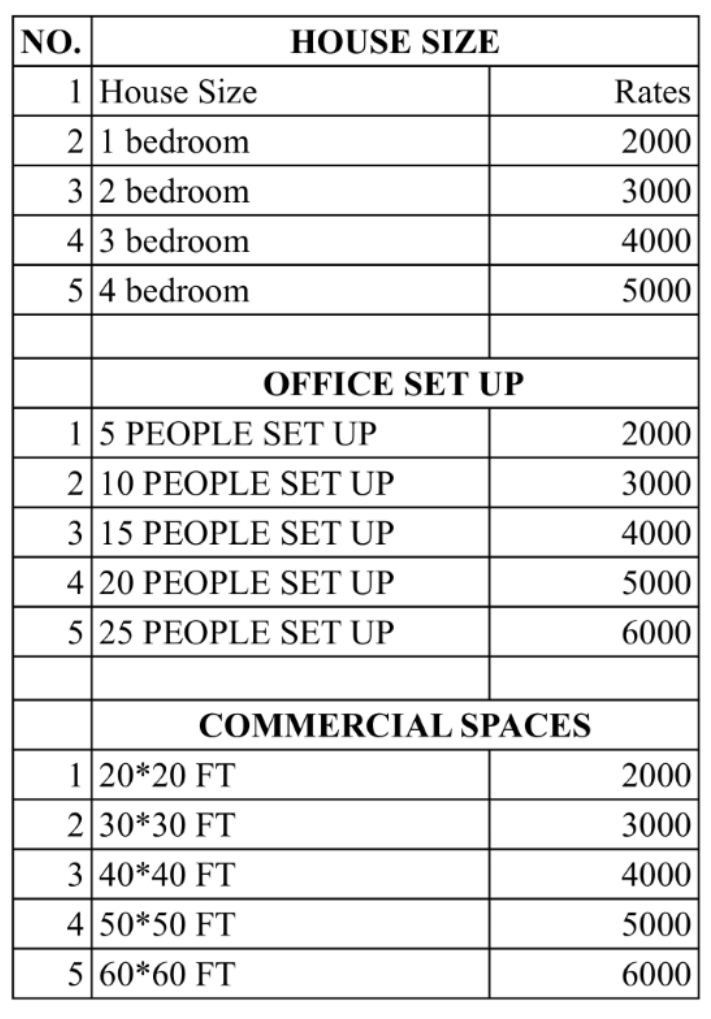 NO. HOUSE SIZE
1 House Size Rates
2 1 bedroom 2000
3 2 bedroom 3000
4 3 bedroom 4000
5 4 bedroom 5000
OFFICE SET UP
1 5 PEOPLE SET UP 2000
2 10 PEOPLE SET UP 3000
3 15 PEOPLE SET UP 4000
4 20 PEOPLE SET UP 5000
5 25 PEOPLE SET UP 6000
COMMERCIAL SPACES
1 20*20 FT 2000
2 30*30 FT 3000
3 40*40 FT 4000
4 50*50 FT 5000
5 60*60 FT 6000